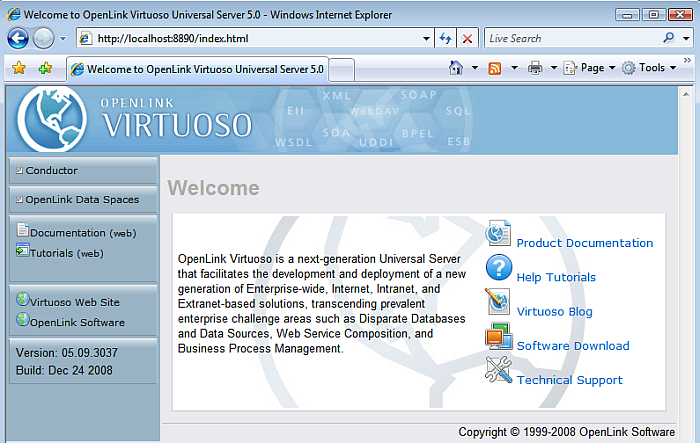 Welcome to OpenLink Virtuoso Universal Server 5.0 - Windows Internet Explorer
http://localhost:8890/index.html
Live Search
Welcome to OpenLink Virtuoso Universal Server 5.0
Page
Tools
OPENLINK
VIRTUOSO
XML
SOAP
EII
WebDAV
SQL
SOA
BPEL
WSDL
UDDI
ESB
Conductor
OpenLink Data Spaces
Documentation (web)
Tutorials (web)
Virtuoso Web Site
OpenLink Software
Version: 05.09.3037
Build: Dec 24 2008
Welcome
OpenLink Virtuoso is a next-generation Universal Server
that facilitates the development and deployment of a new
generation of Enterprise-wide, Internet, Intranet, and
Extranet-based solutions, transcending prevalent
enterprise challenge areas such as Disparate Databases
and Data Sources, Web Service Composition, and
Business Process Management.
Product Documentation
Help Tutorials
Virtuoso Blog
Software Download
Technical Support
Copyright © 1999-2008 OpenLink Software